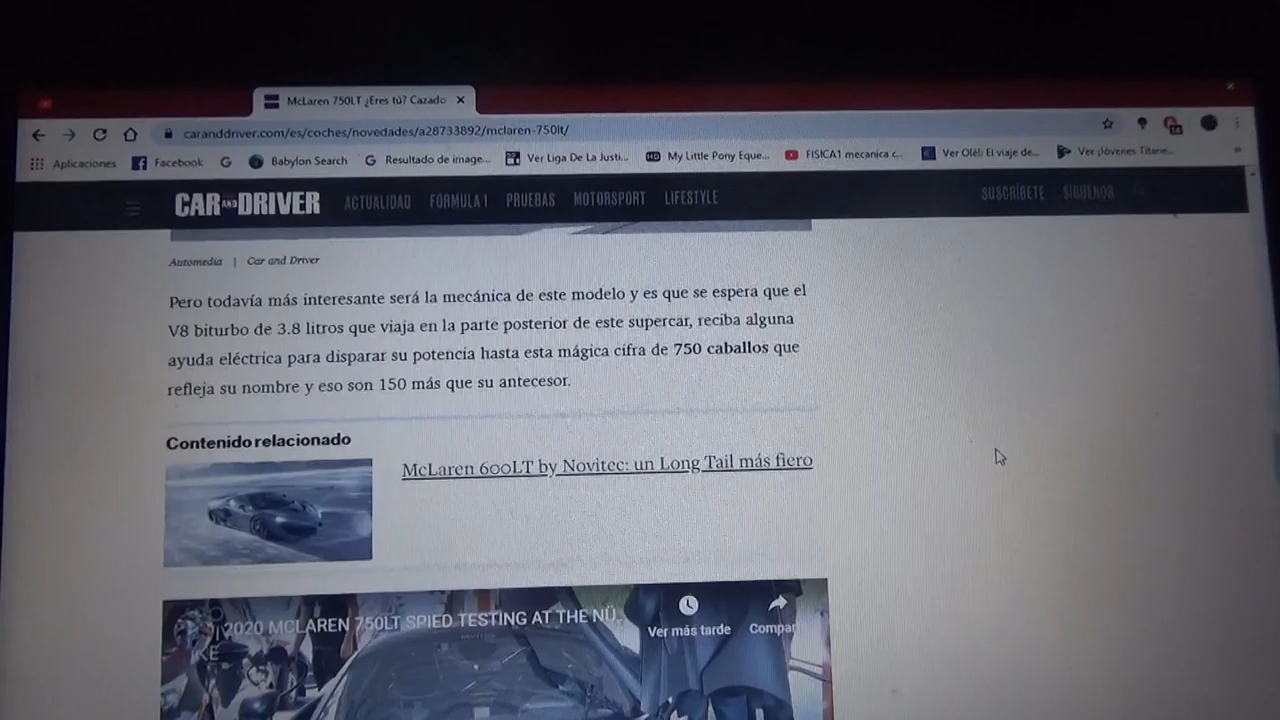 McLaren 750LT ¿Eres tú? Cazado
caranddriver.com/es/coches/novedades/a28733892/mclaren-750lt/
Aplicaciones Facebook Babylon Search Resultado de image... Ver Liga De La Justi... My Little Pony Eque... FISICA1 mecanica c... Ver Olé!: El viaje de... Ver ¡Jóvenes Titane...
CAR AND DRIVER ACTUALIDAD FÓRMULA 1 PRUEBAS MOTORSPORT LIFESTYLE SUSCRÍBETE SÍGUENOS
Automedia | Car and Driver
Pero todavía más interesante será la mecánica de este modelo y es que se espera que el
V8 biturbo de 3.8 litros que viaja en la parte posterior de este supercar, reciba alguna
ayuda eléctrica para disparar su potencia hasta esta mágica cifra de 750 caballos que
refleja su nombre y eso son 150 más que su antecesor.
Contenido relacionado
McLaren 600LT by Novitec: un Long Tail más fiero
2020 MCLAREN 750LT SPIED TESTING AT THE NÜ
Ver más tarde Compar